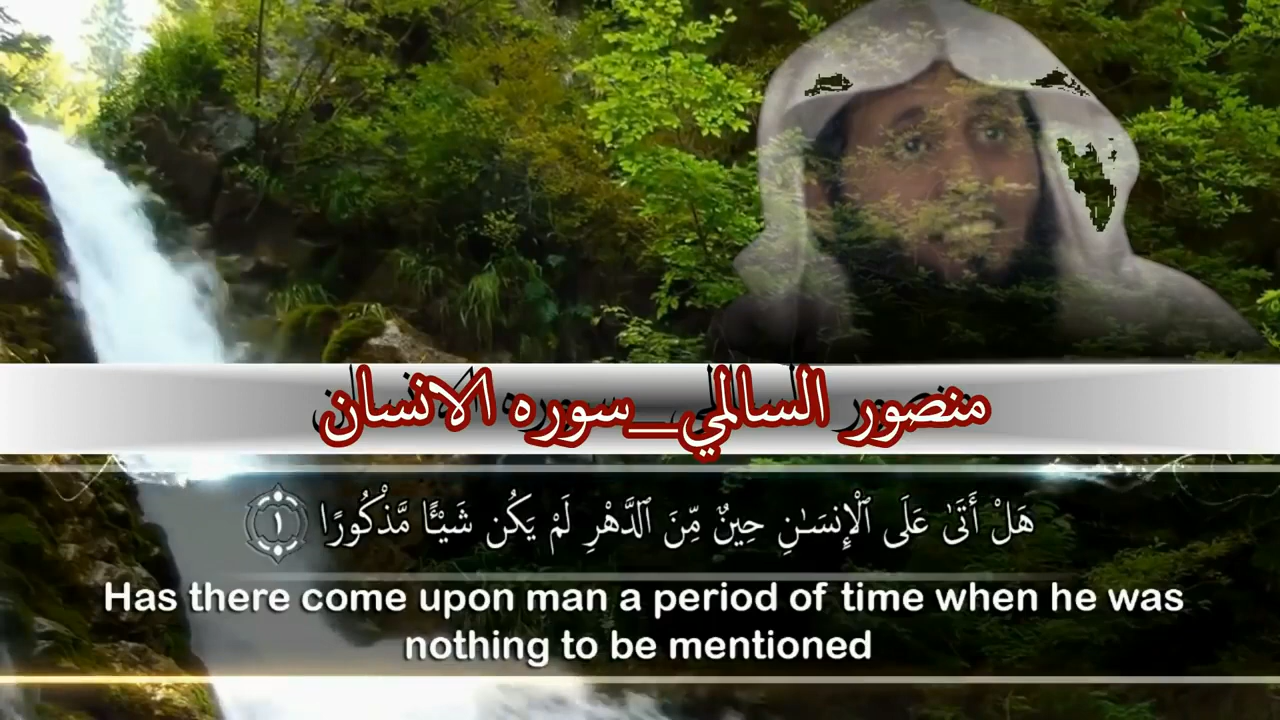 منصور السالمي_سوره الانسان
هَلْ أَتَىٰ عَلَى ٱلْإِنسَـٰنِ حِينٌ مِّنَ ٱلدَّهْرِ لَمْ يَكُن شَيْـًٔا مَّذْكُورًا ١
Has there come upon man a period of time when he was
nothing to be mentioned